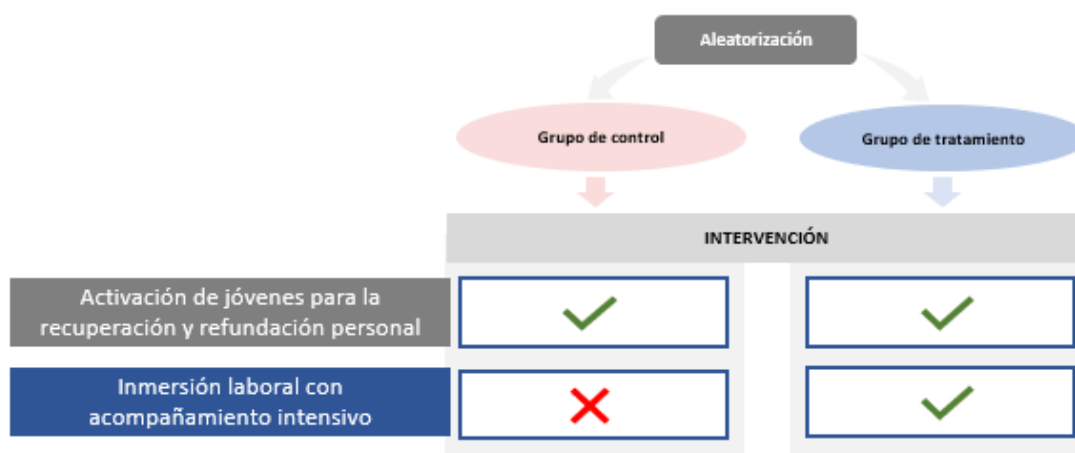 Aleatorización
Grupo de control
Grupo de tratamiento
INTERVENCIÓN
Activación de jóvenes para la
recuperación y refundación personal
Inmersión laboral con
acompañamiento intensivo